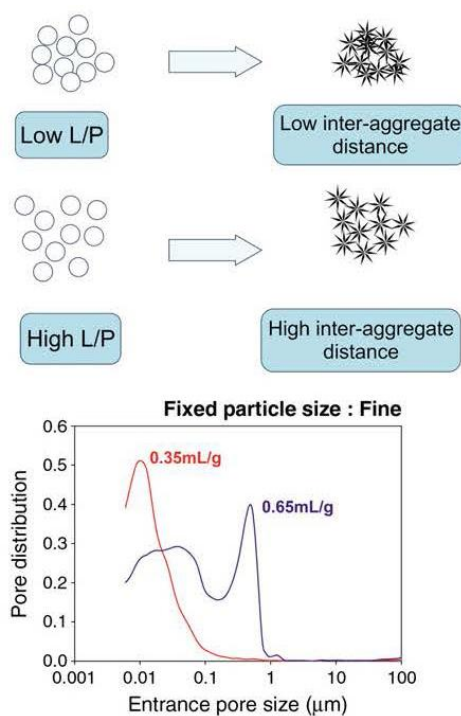 Low L/P
Low inter-aggregate
distance
High L/P
High inter-aggregate
distance
Fixed particle size : Fine
0.6
0.5
0.4
0.3
0.2
0.1
0.0
Pore distribution
0.35mL/g
0.65mL/g
0.001
0.01
0.1
1
10
100
Entrance pore size (μm)